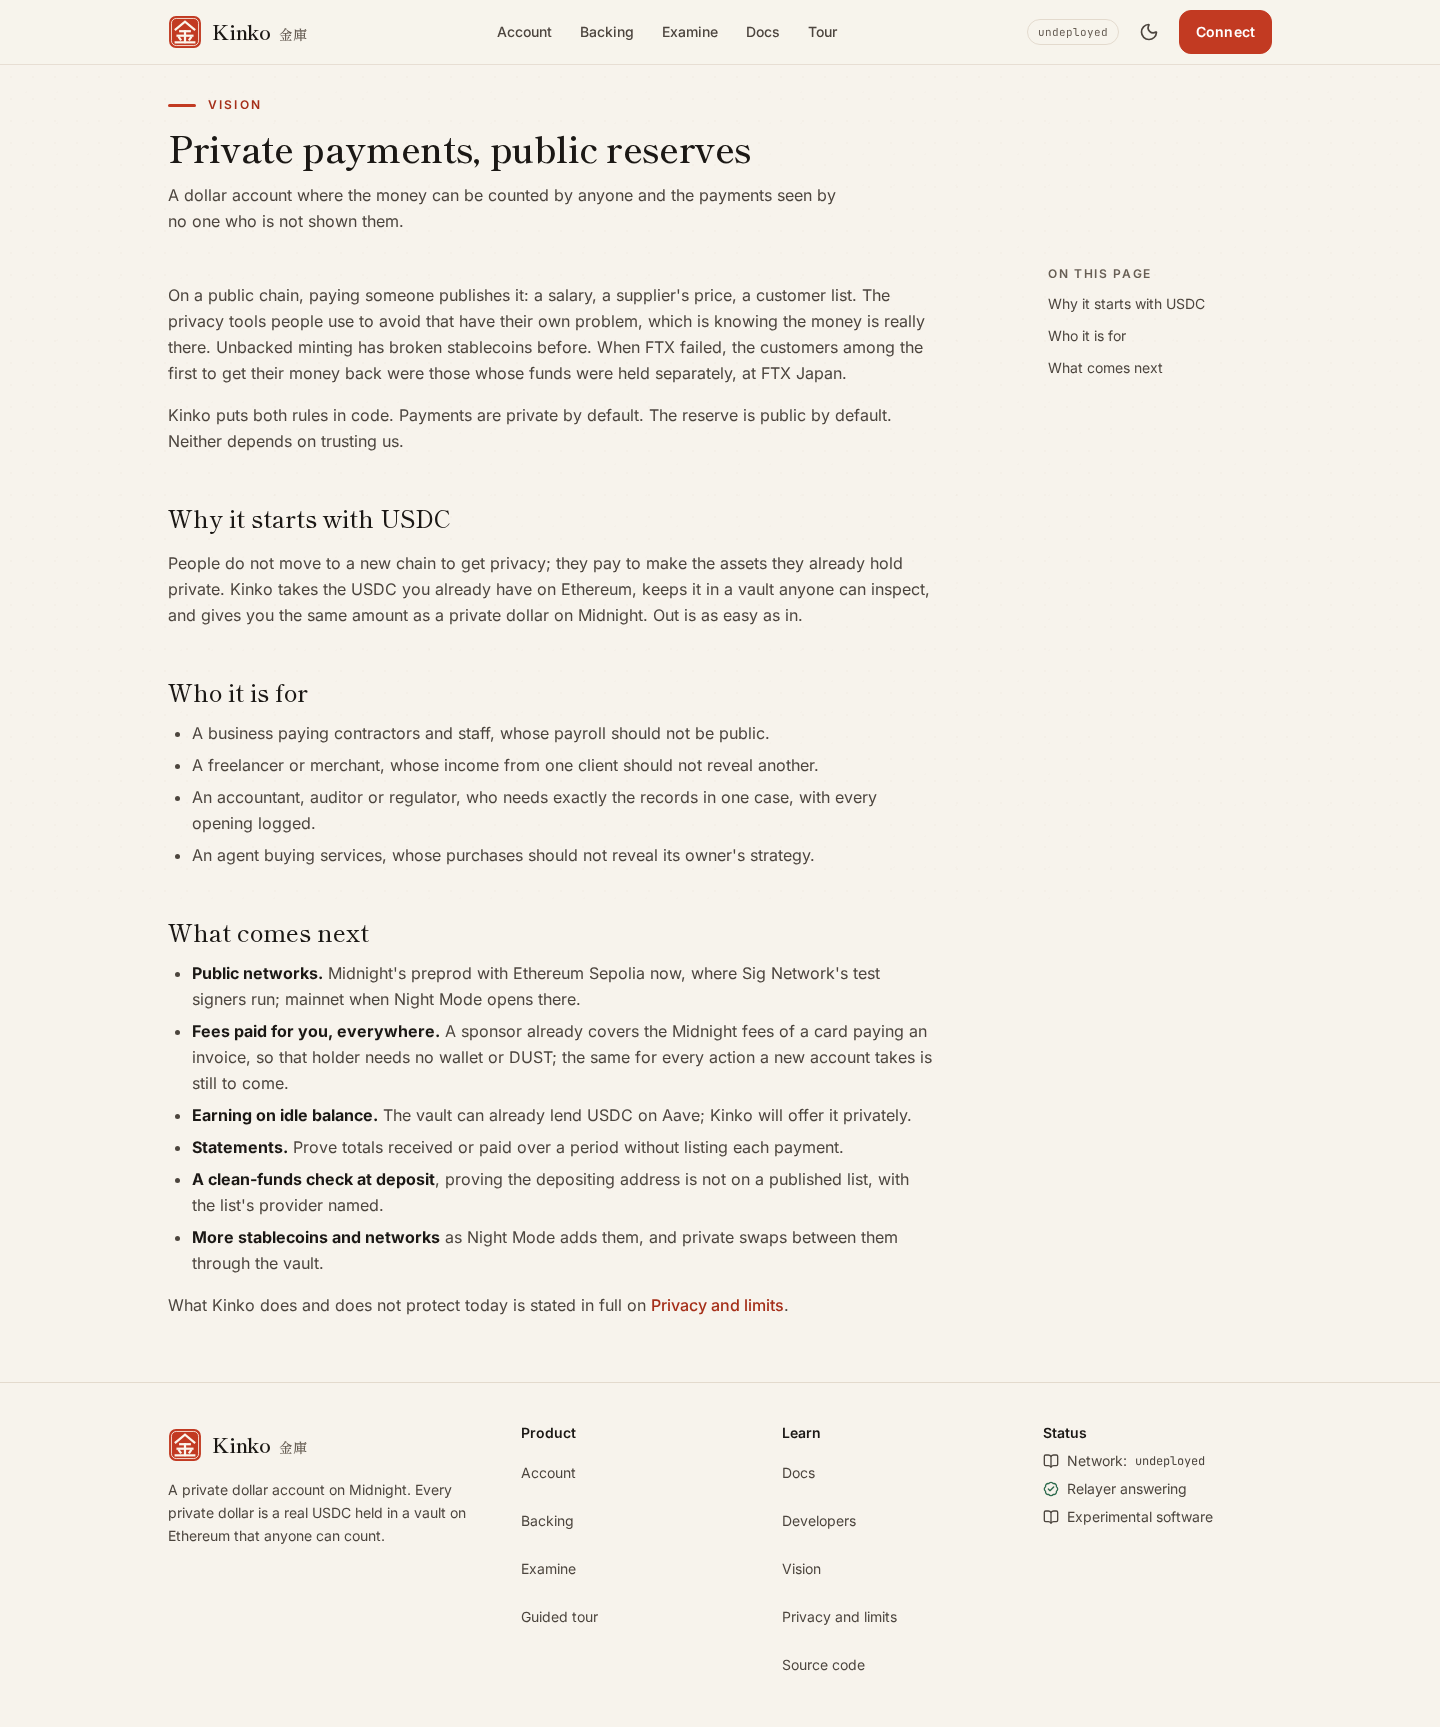 金 Kinko 金庫
Account Backing Examine Docs Tour
undeployed
Connect
VISION
Private payments, public reserves
A dollar account where the money can be counted by anyone and the payments seen by
no one who is not shown them.
On a public chain, paying someone publishes it: a salary, a supplier's price, a customer list. The
privacy tools people use to avoid that have their own problem, which is knowing the money is really
there. Unbacked minting has broken stablecoins before. When FTX failed, the customers among the
first to get their money back were those whose funds were held separately, at FTX Japan.
Kinko puts both rules in code. Payments are private by default. The reserve is public by default.
Neither depends on trusting us.
ON THIS PAGE
Why it starts with USDC
Who it is for
What comes next
Why it starts with USDC
People do not move to a new chain to get privacy; they pay to make the assets they already hold
private. Kinko takes the USDC you already have on Ethereum, keeps it in a vault anyone can inspect,
and gives you the same amount as a private dollar on Midnight. Out is as easy as in.
Who it is for
• A business paying contractors and staff, whose payroll should not be public.
• A freelancer or merchant, whose income from one client should not reveal another.
• An accountant, auditor or regulator, who needs exactly the records in one case, with every
opening logged.
• An agent buying services, whose purchases should not reveal its owner's strategy.
What comes next
• Public networks. Midnight's preprod with Ethereum Sepolia now, where Sig Network's test
signers run; mainnet when Night Mode opens there.
• Fees paid for you, everywhere. A sponsor already covers the Midnight fees of a card paying an
invoice, so that holder needs no wallet or DUST; the same for every action a new account takes is
still to come.
• Earning on idle balance. The vault can already lend USDC on Aave; Kinko will offer it privately.
• Statements. Prove totals received or paid over a period without listing each payment.
• A clean-funds check at deposit, proving the depositing address is not on a published list, with
the list's provider named.
• More stablecoins and networks as Night Mode adds them, and private swaps between them
through the vault.
What Kinko does and does not protect today is stated in full on Privacy and limits.
金 Kinko 金庫
A private dollar account on Midnight. Every
private dollar is a real USDC held in a vault on
Ethereum that anyone can count.
Product
Account
Backing
Examine
Guided tour
Learn
Docs
Developers
Vision
Privacy and limits
Source code
Status
Network: undeployed
Relayer answering
Experimental software